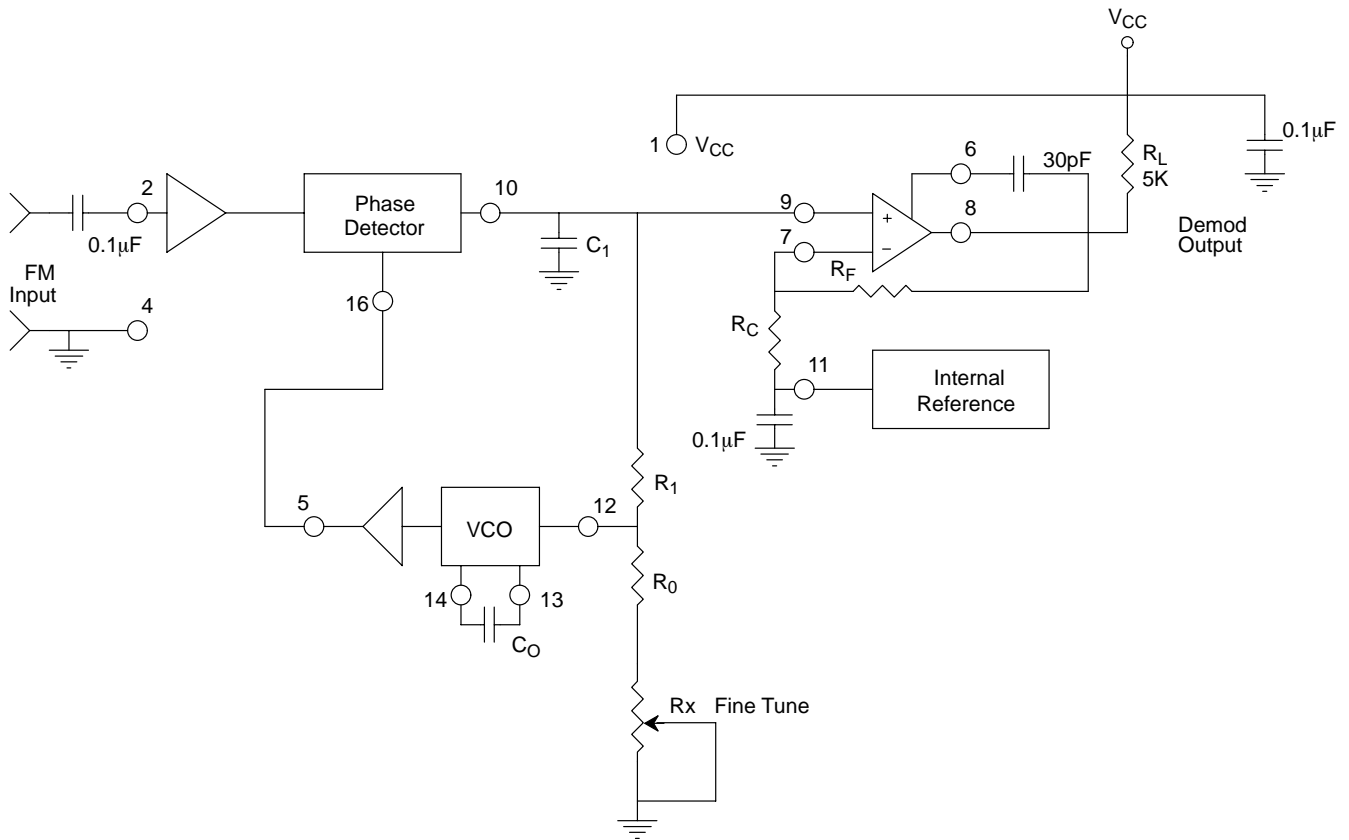 VCC
1
VCC
0.1μF
6
30pF
RL
5K
2
0.1μF
Phase
Detector
10
9
+
8
7
−
Demod
Output
C1
RF
FM
Input
4
16
RC
11
Internal
Reference
0.1μF
R1
5
VCO
12
R0
14
13
CO
Rx Fine Tune